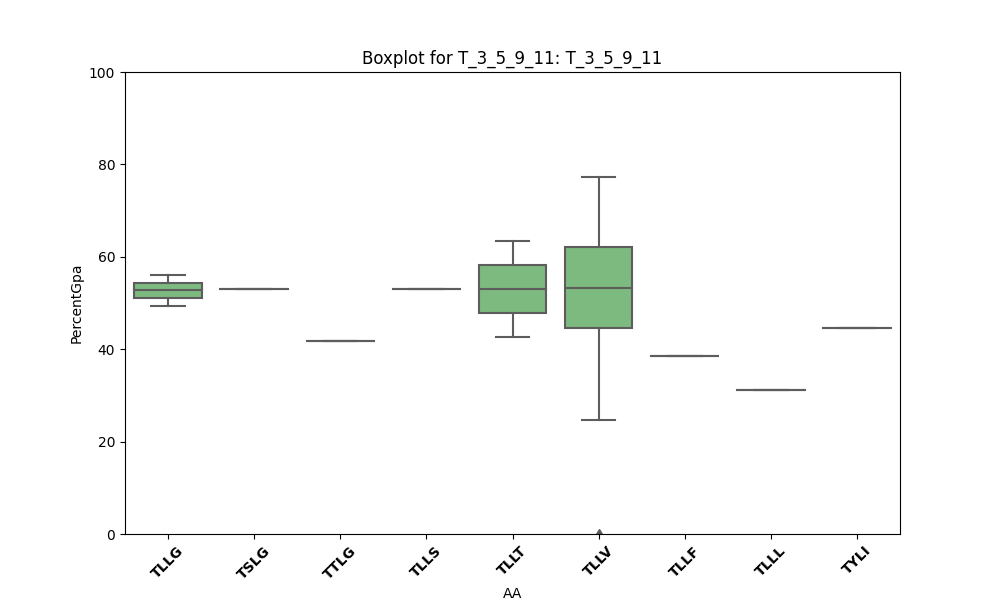 Boxplot for T_3_5_9_11: T_3_5_9_11
100
80
60
40
20
0
PercentGpa
TLLG TSLG TTLG TLLS TLLT TLLV TLLF TLLL TYLI
AA